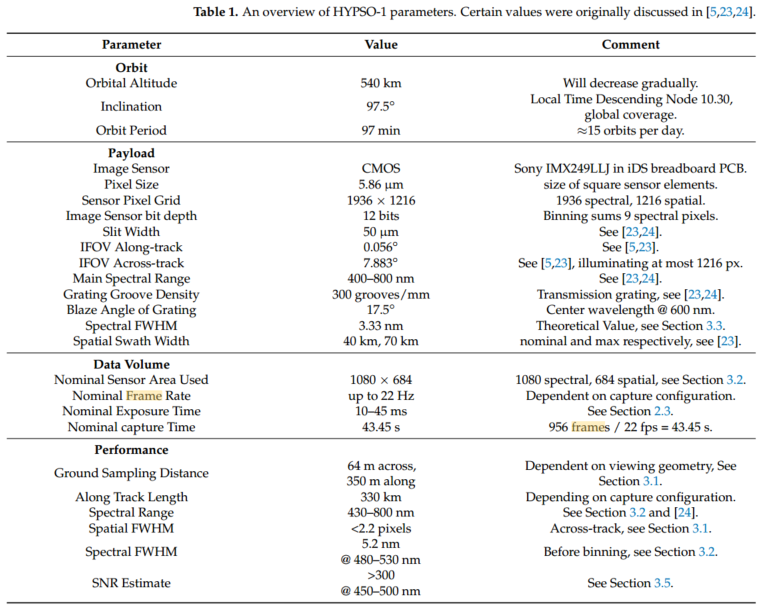 Table 1. An overview of HYPSO-1 parameters. Certain values were originally discussed in [5,23,24].
Parameter Value Comment
Orbit
Orbital Altitude 540 km Will decrease gradually.
Inclination 97.5° Local Time Descending Node 10.30, global coverage.
Orbit Period 97 min ≈15 orbits per day.
Payload
Image Sensor CMOS Sony IMX249LLJ in iDS breadboard PCB.
Pixel Size 5.86 μm size of square sensor elements.
Sensor Pixel Grid 1936 × 1216 1936 spectral, 1216 spatial.
Image Sensor bit depth 12 bits Binning sums 9 spectral pixels.
Slit Width 50 μm See [23,24].
IFOV Along-track 0.056° See [5,23].
IFOV Across-track 7.883° See [5,23], illuminating at most 1216 px.
Main Spectral Range 400–800 nm See [23,24].
Grating Groove Density 300 grooves/mm Transmission grating, see [23,24].
Blaze Angle of Grating 17.5° Center wavelength @ 600 nm.
Spectral FWHM 3.33 nm Theoretical Value, see Section 3.3.
Spatial Swath Width 40 km, 70 km nominal and max respectively, see [23].
Data Volume
Nominal Sensor Area Used 1080 × 684 1080 spectral, 684 spatial, see Section 3.2.
Nominal Frame Rate up to 22 Hz Dependent on capture configuration.
Nominal Exposure Time 10–45 ms See Section 2.3.
Nominal capture Time 43.45 s 956 frames / 22 fps = 43.45 s.
Performance
Ground Sampling Distance 64 m across, 350 m along Dependent on viewing geometry, See Section 3.1.
Along Track Length 330 km Depending on capture configuration.
Spectral Range 430–800 nm See Section 3.2 and [24].
Spatial FWHM <2.2 pixels Across-track, see Section 3.1.
Spectral FWHM 5.2 nm @ 480–530 nm Before binning, see Section 3.2.
SNR Estimate >300 @ 450–500 nm See Section 3.5.